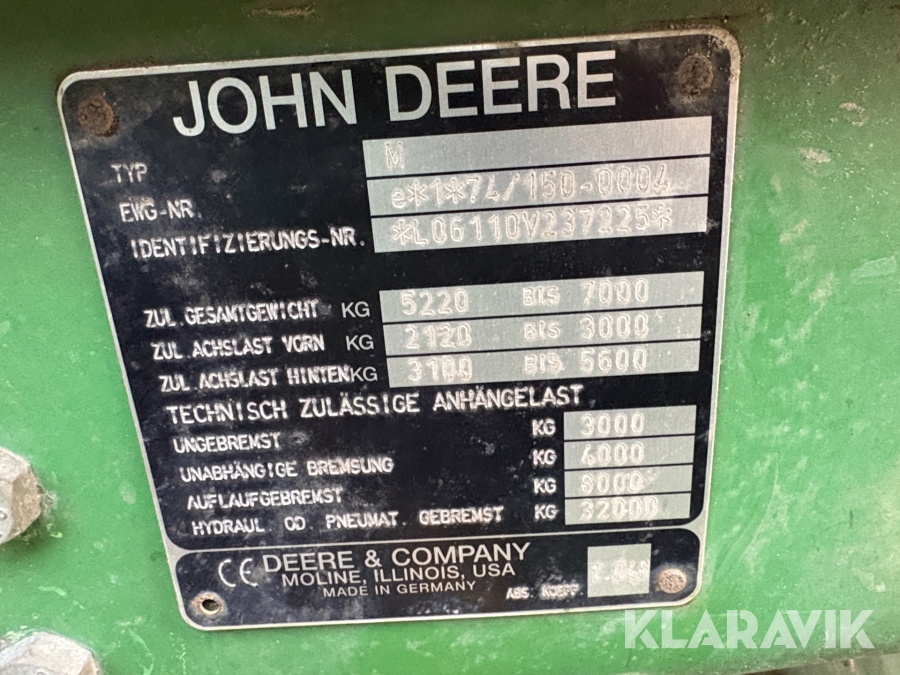 JOHN DEERE
TYP M
EWG-NR. e*1*74/150-0004
IDENTIFIZIERUNGS-NR. *L06110V237225*
ZUL.GESAMTGEWICHT KG 5220 BIS 7000
ZUL ACHSLAST VORN KG 2120 BIS 3000
ZUL ACHSLAST HINTEN KG 3100 BIS 5600
TECHNISCH ZULÄSSIGE ANHÄNGELAST
UNGEBREMST KG 3000
UNABHÄNGIGE BREMSUNG KG 4000
AUFLAUFGEBREMST KG 8000
HYDRAUL OD PNEUMAT. GEBREMST KG 32000
CE DEERE & COMPANY
MOLINE, ILLINOIS, USA
MADE IN GERMANY
ABS.
KLARAVIK